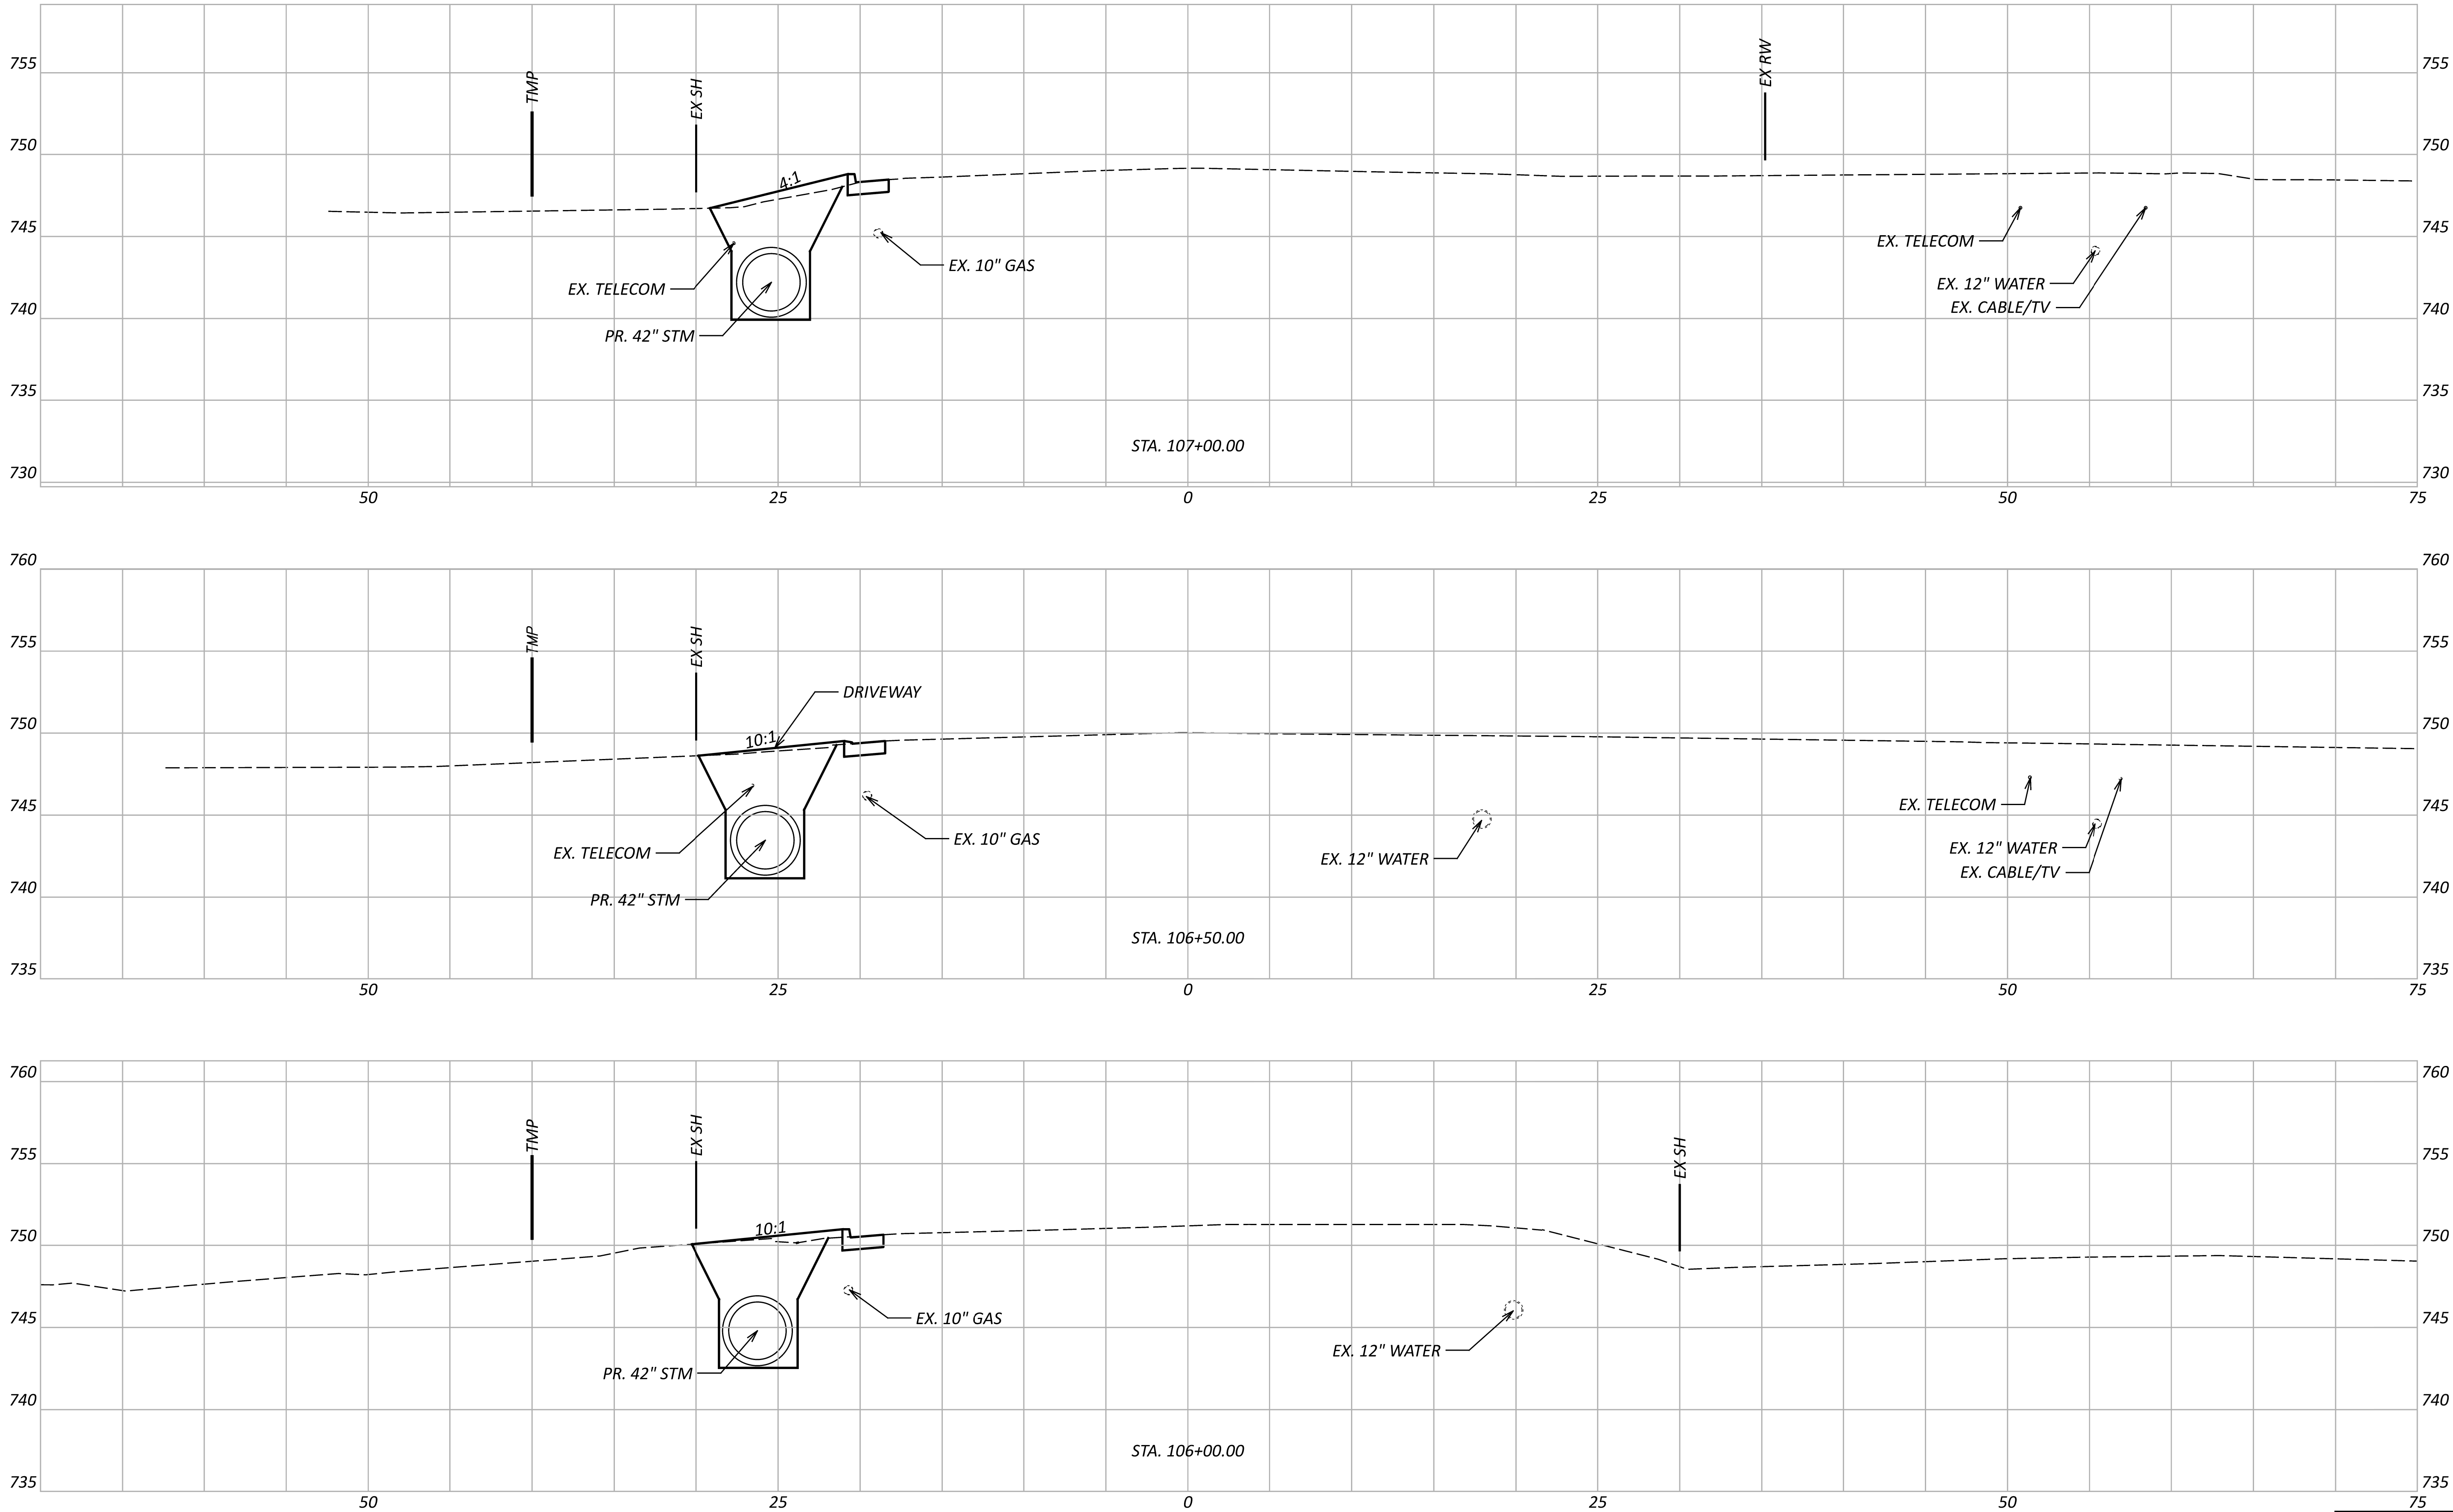 755 755
TMP
EX SH
EX RW
750 750
4:1
745 745
EX. TELECOM
EX. 10" GAS
EX. TELECOM
EX. 12" WATER
740 740
EX. CABLE/TV
PR. 42" STM
735 735
STA. 107+00.00
730 730
50 25 0 25 50 75
760 760
755 755
TMP
EX SH
DRIVEWAY
750 750
10:1
745 745
EX. TELECOM
EX. 10" GAS
EX. 12" WATER
EX. TELECOM
EX. 12" WATER
EX. CABLE/TV
740 740
PR. 42" STM
STA. 106+50.00
735 735
50 25 0 25 50 75
760 760
TMP
EX SH
EX SH
755 755
10:1
750 750
745 745
EX. 10" GAS
EX. 12" WATER
PR. 42" STM
740 740
STA. 106+00.00
735 735
50 25 0 25 50 75